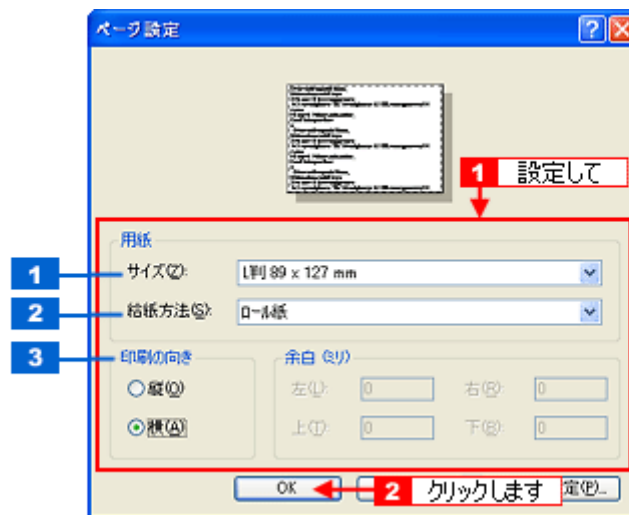 ページ設定
1 設定して
用紙
1 サイズ(Z): L判 89 x 127 mm
2 給紙方法(S): ロール紙
3 印刷の向き 余白 (ミリ)
縦(O) 左(L): 0 右(R): 0
横(A) 上(T): 0 下(B): 0
OK 2 クリックします 定(P)...